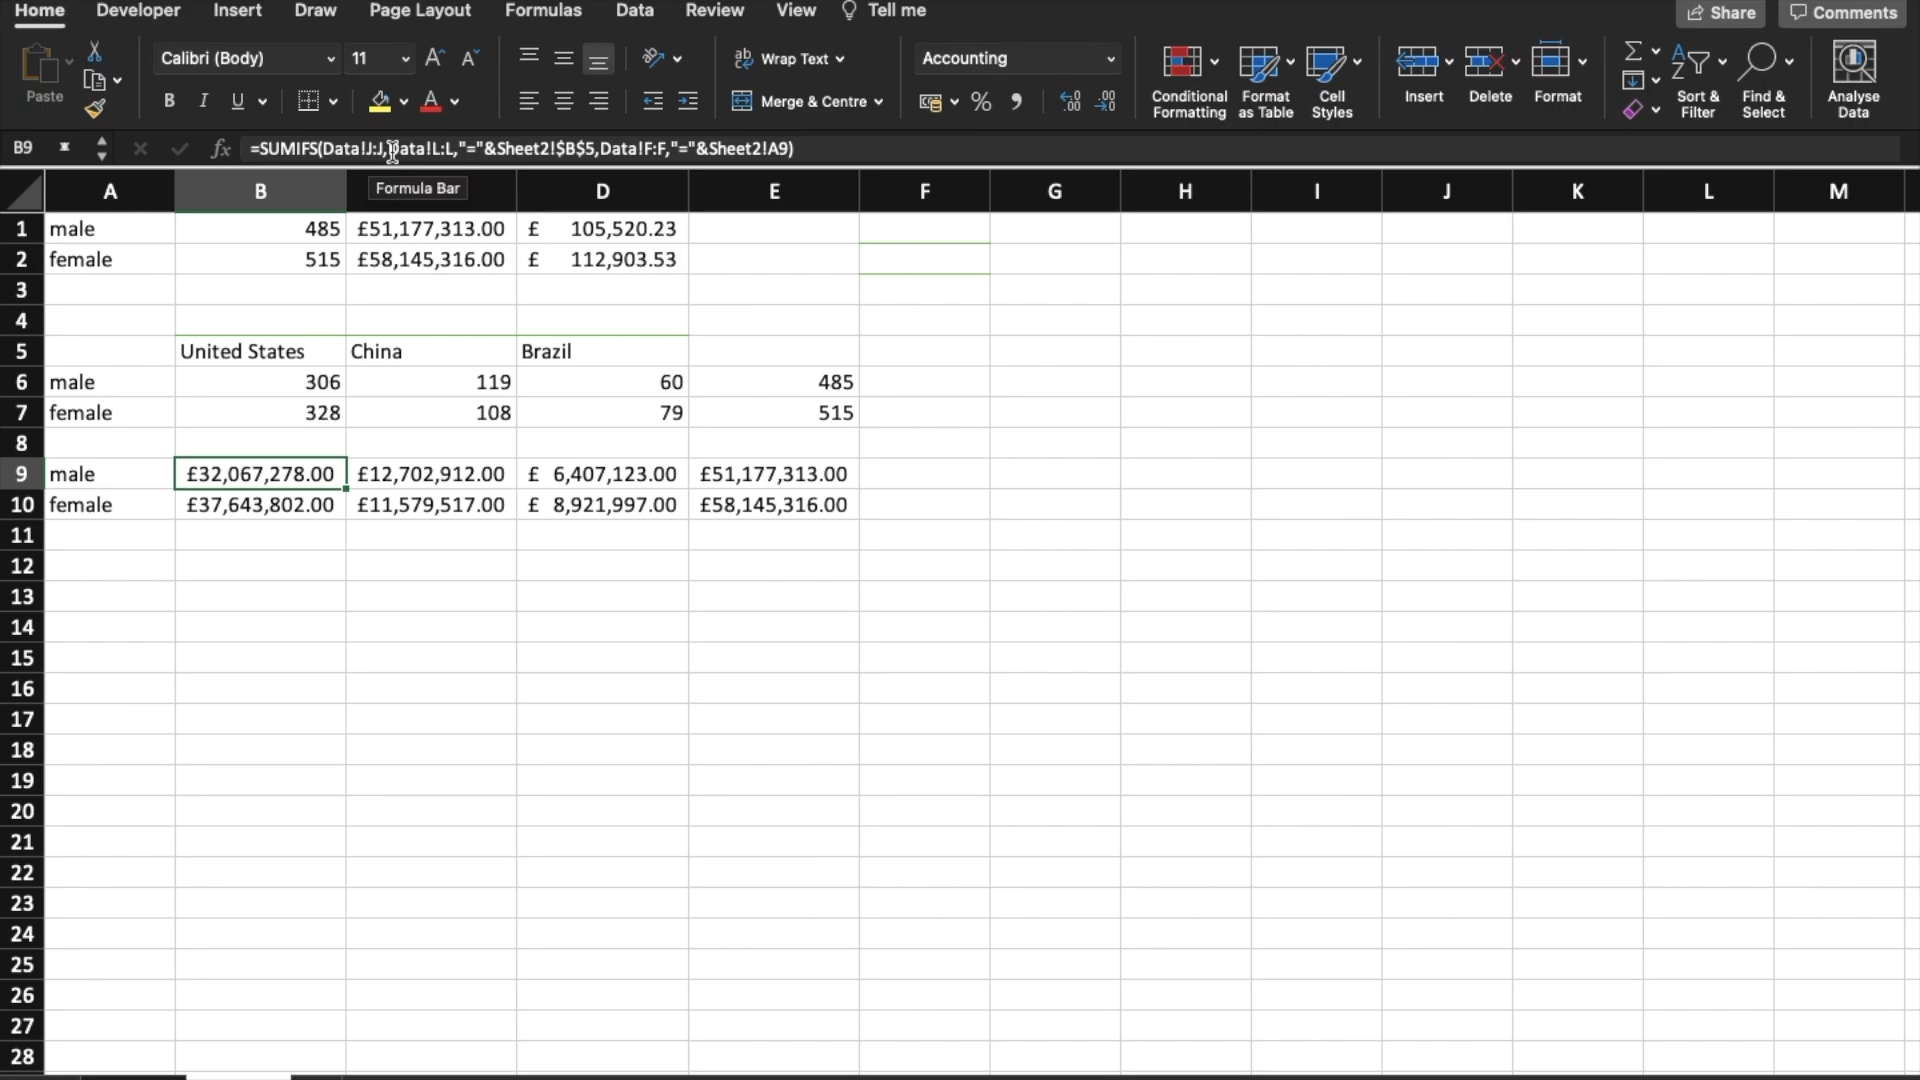 Home Developer Insert Draw Page Layout Formulas Data Review View Tell me Share Comments
Paste Calibri (Body) 11 A A Wrap Text Accounting
B I U A Merge & Centre % .00
Conditional Formatting Format as Table Cell Styles Insert Delete Format Sort & Filter Find & Select Analyse Data
B9 fx =SUMIFS(Data!J:J,Data!L:L,"="&Sheet2!$B$5,Data!F:F,"="&Sheet2!A9)
Formula Bar
A B D E F G H I J K L M
1 male 485 £51,177,313.00 £ 105,520.23
2 female 515 £58,145,316.00 £ 112,903.53
3
4
5 United States China Brazil
6 male 306 119 60 485
7 female 328 108 79 515
8
9 male £32,067,278.00 £12,702,912.00 £ 6,407,123.00 £51,177,313.00
10 female £37,643,802.00 £11,579,517.00 £ 8,921,997.00 £58,145,316.00
11
12
13
14
15
16
17
18
19
20
21
22
23
24
25
26
27
28